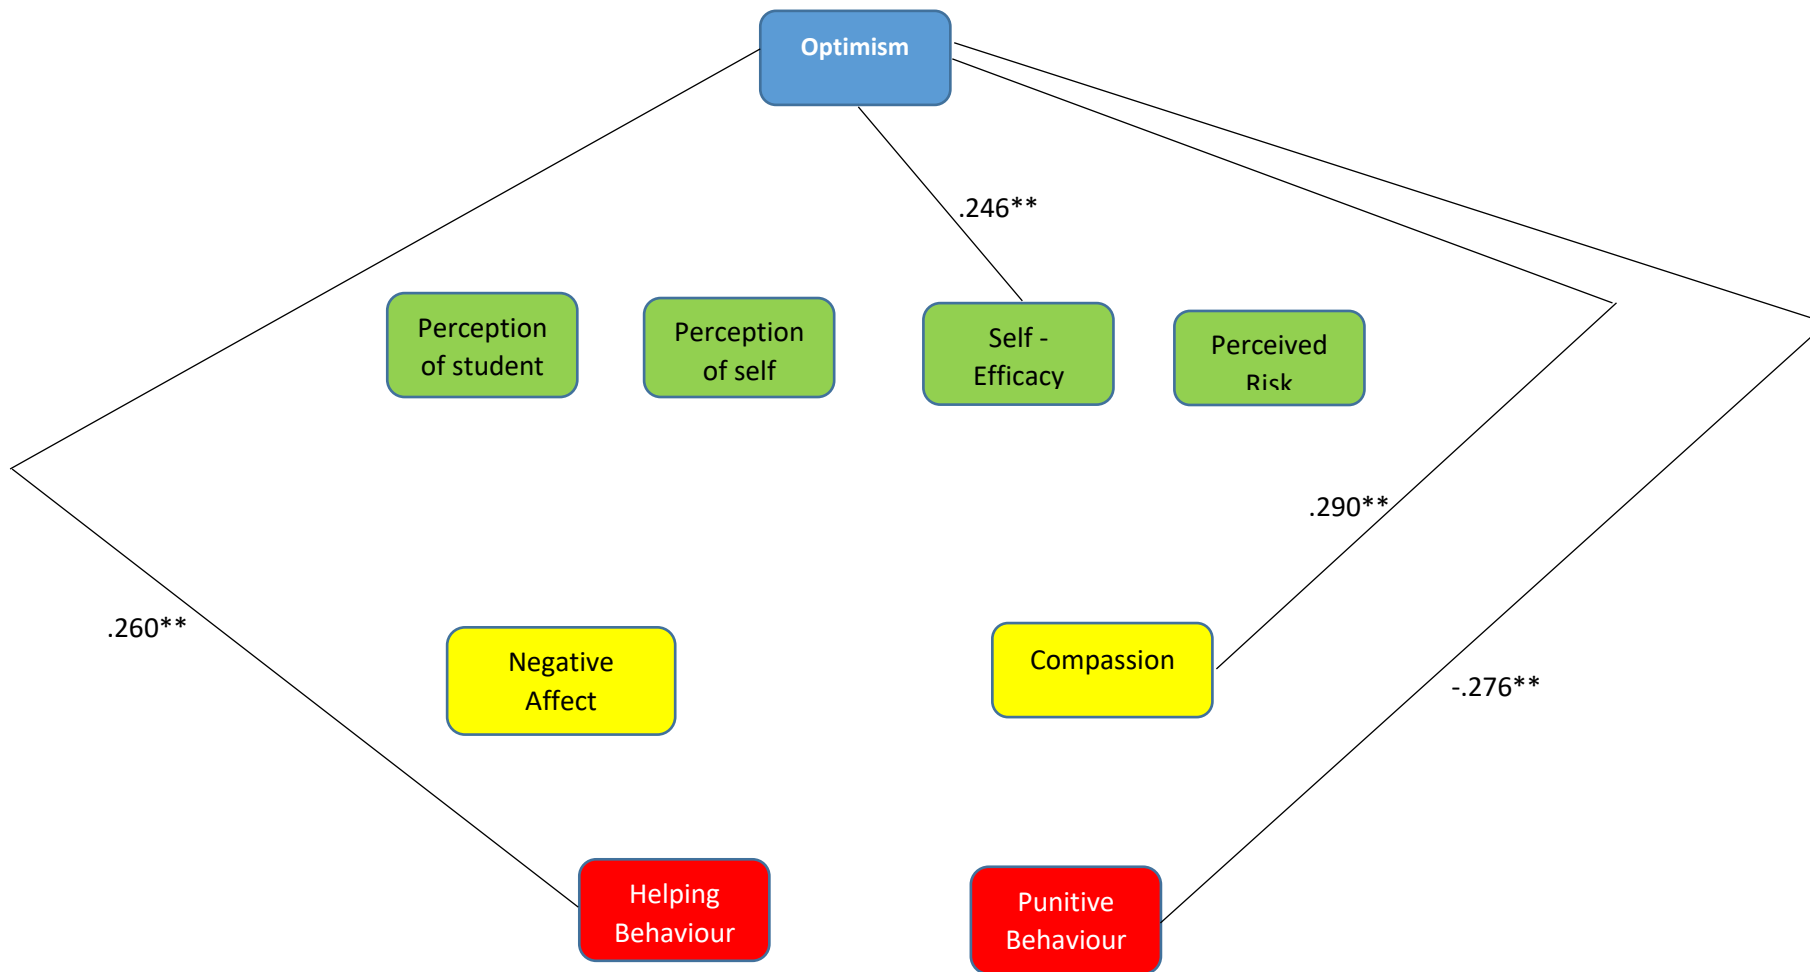 Optimism
.246**
Perception
of student
Perception
of self
Self -
Efficacy
Perceived
Risk
.290**
.260**
Negative
Affect
Compassion
-.276**
Helping
Behaviour
Punitive
Behaviour